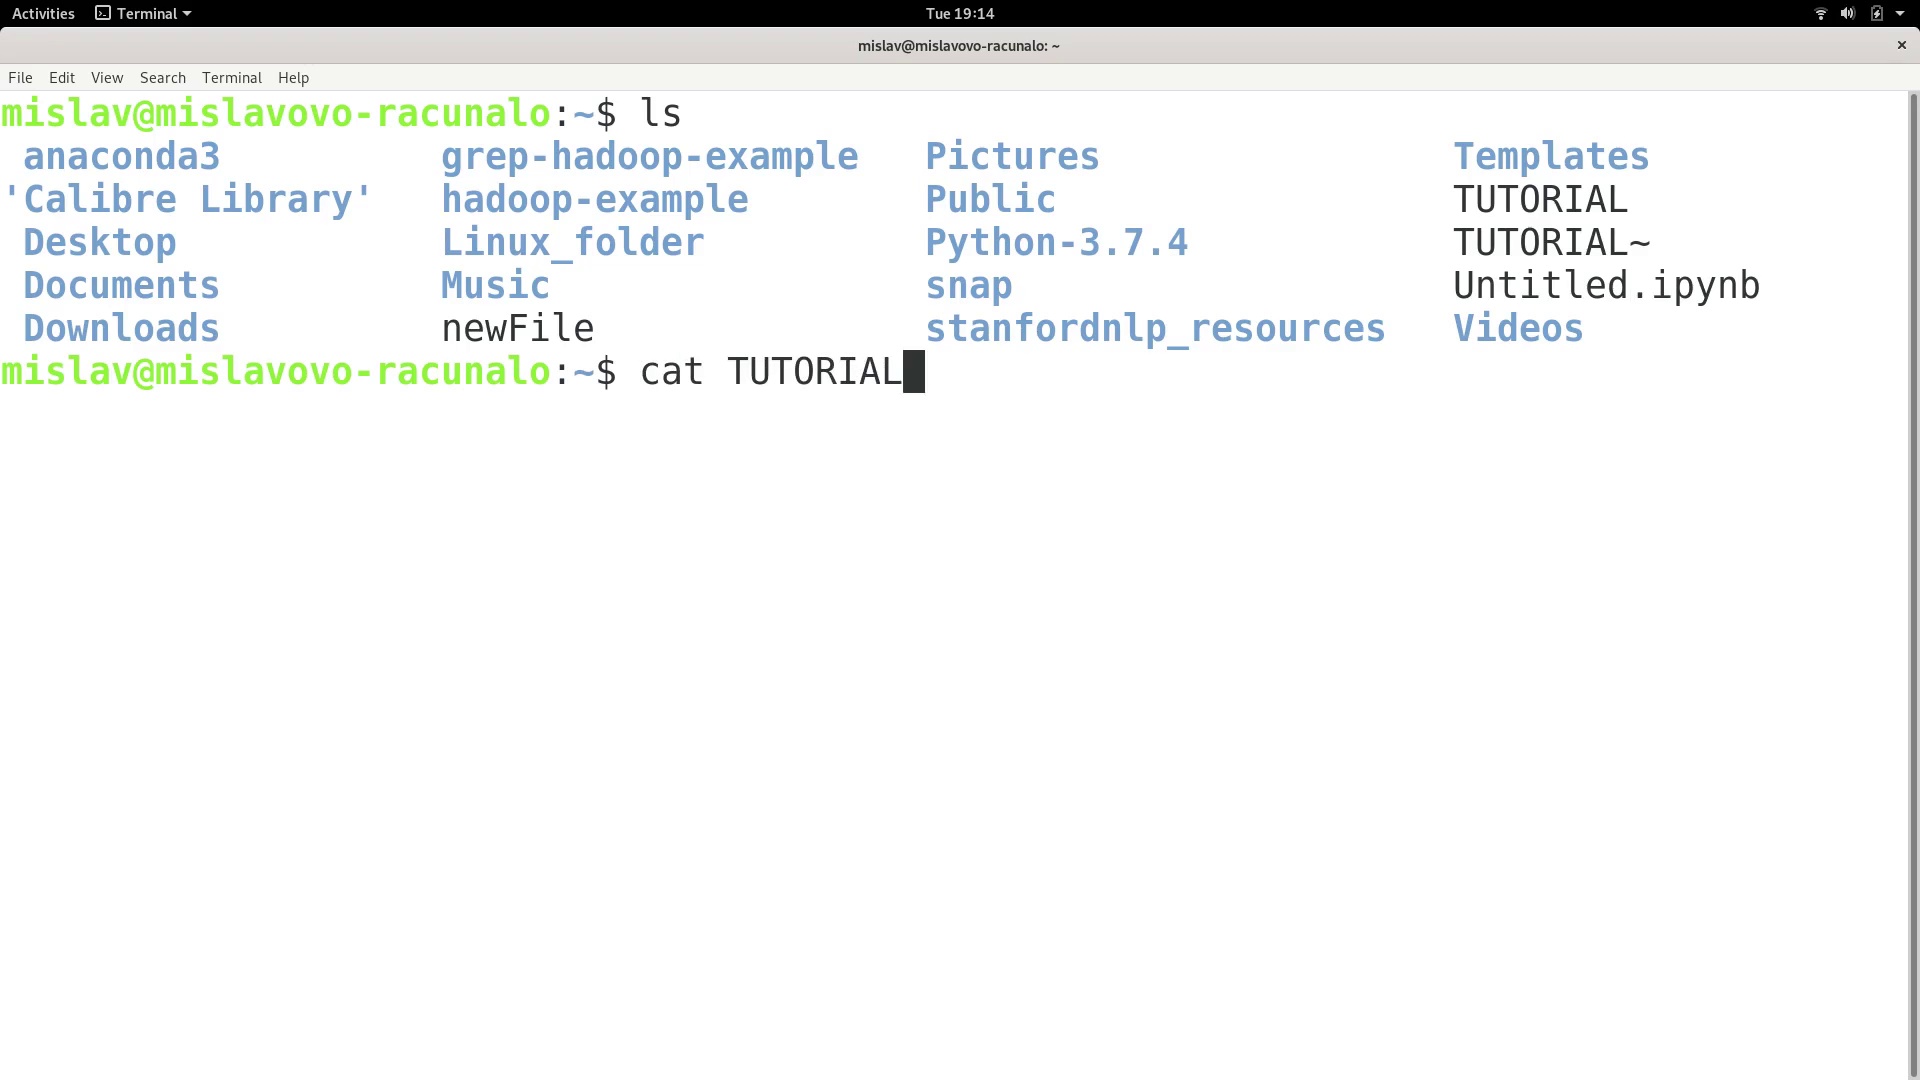 Activities Terminal Tue 19:14
mislav@mislavovo-racunalo: ~ ×
File Edit View Search Terminal Help
mislav@mislavovo-racunalo:~$ ls
anaconda3 grep-hadoop-example Pictures Templates
'Calibre Library' hadoop-example Public TUTORIAL
Desktop Linux_folder Python-3.7.4 TUTORIAL~
Documents Music snap Untitled.ipynb
Downloads newFile stanfordnlp_resources Videos
mislav@mislavovo-racunalo:~$ cat TUTORIAL